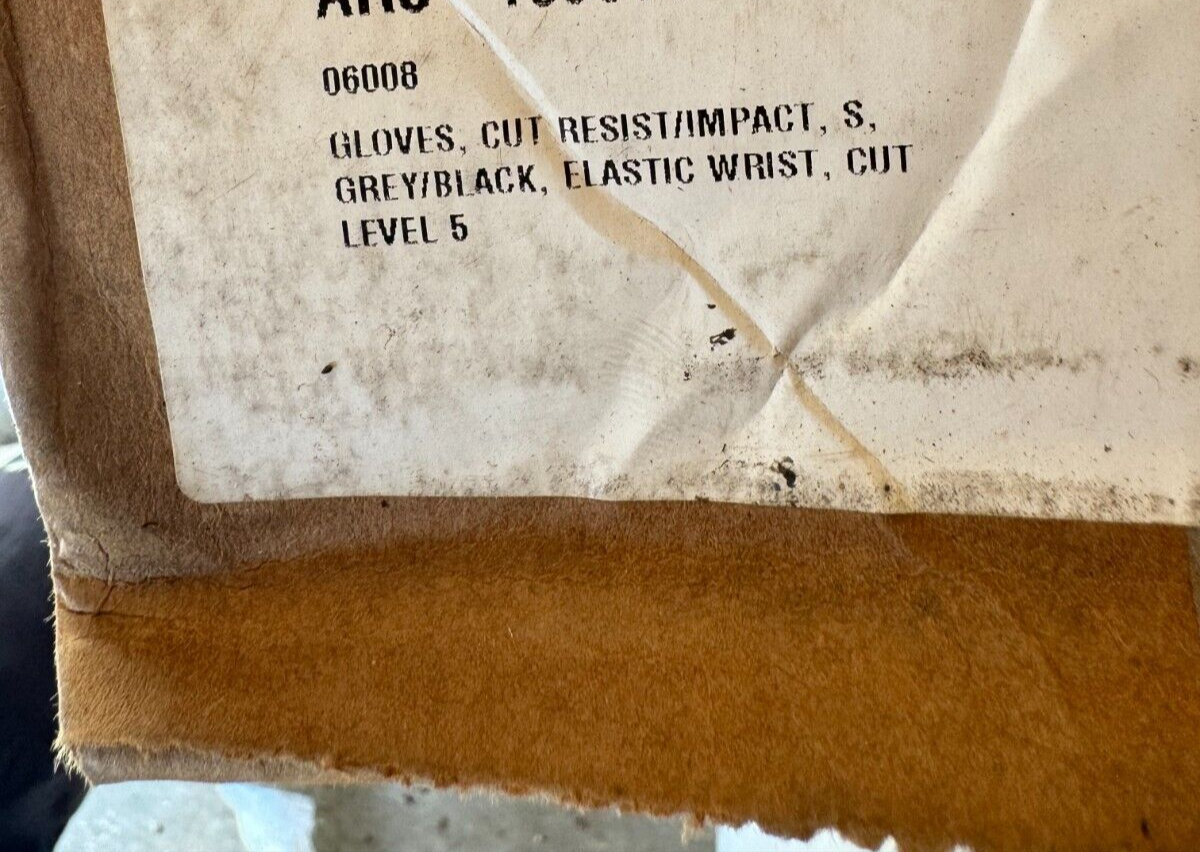 06008
GLOVES, CUT RESIST/IMPACT, S,
GREY/BLACK, ELASTIC WRIST, CUT
LEVEL 5